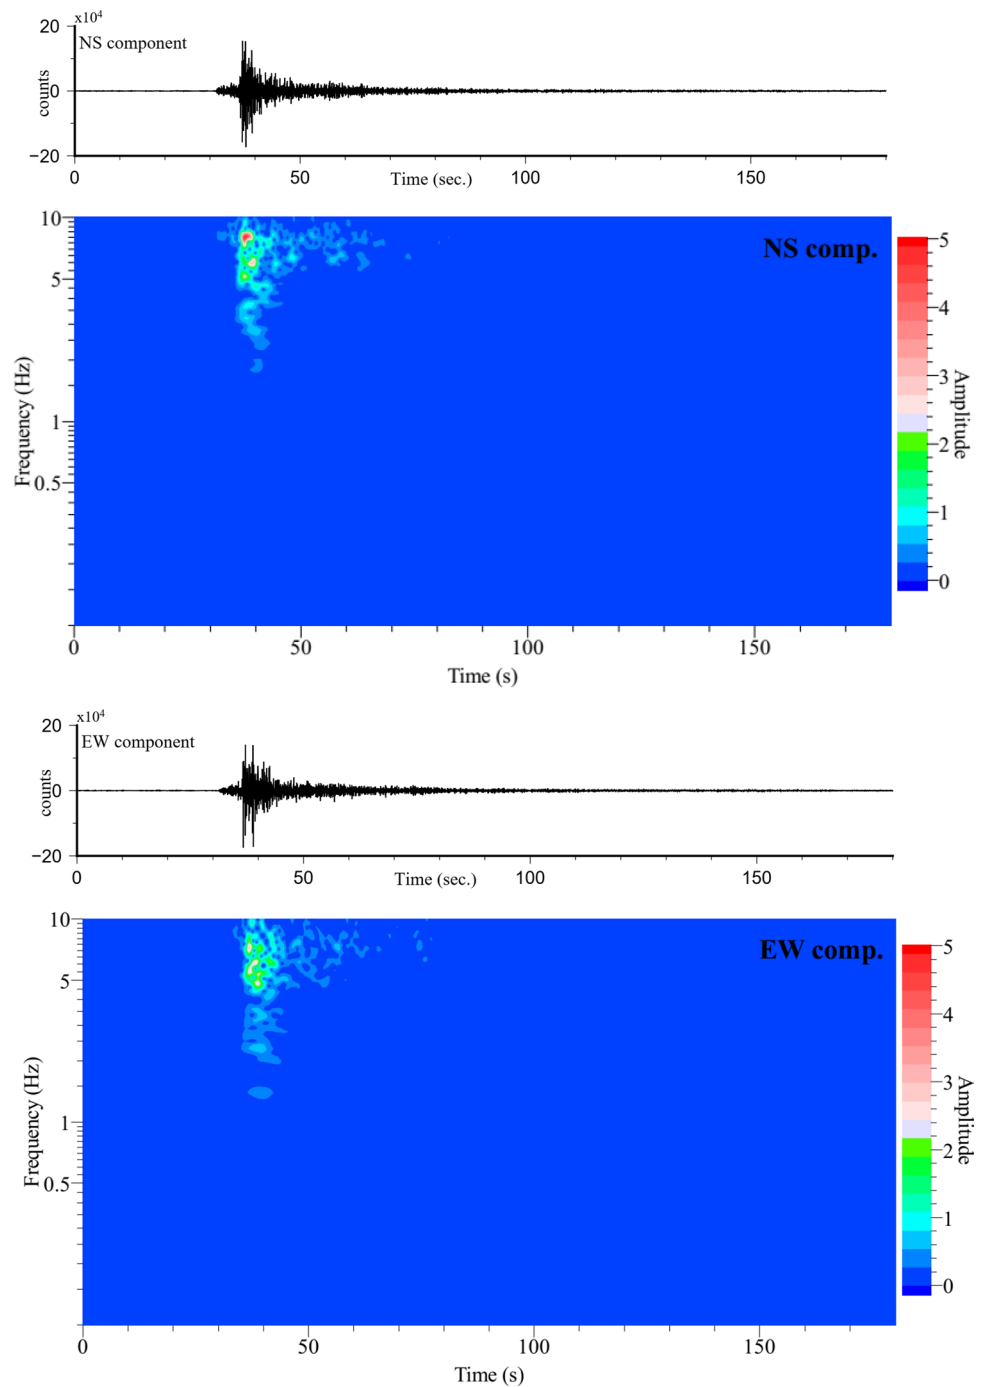 x10⁴
20
NS component
counts
0
−20
0 50 100 150
Time (sec.)
10
NS comp.
5
1
0.5
Frequency (Hz)
5
4
3
2
1
0
Amplitude
0 50 100 150
Time (s)
x10⁴
20
EW component
counts
0
−20
0 50 100 150
Time (sec.)
10
EW comp.
5
1
0.5
Frequency (Hz)
5
4
3
2
1
0
Amplitude
0 50 100 150
Time (s)